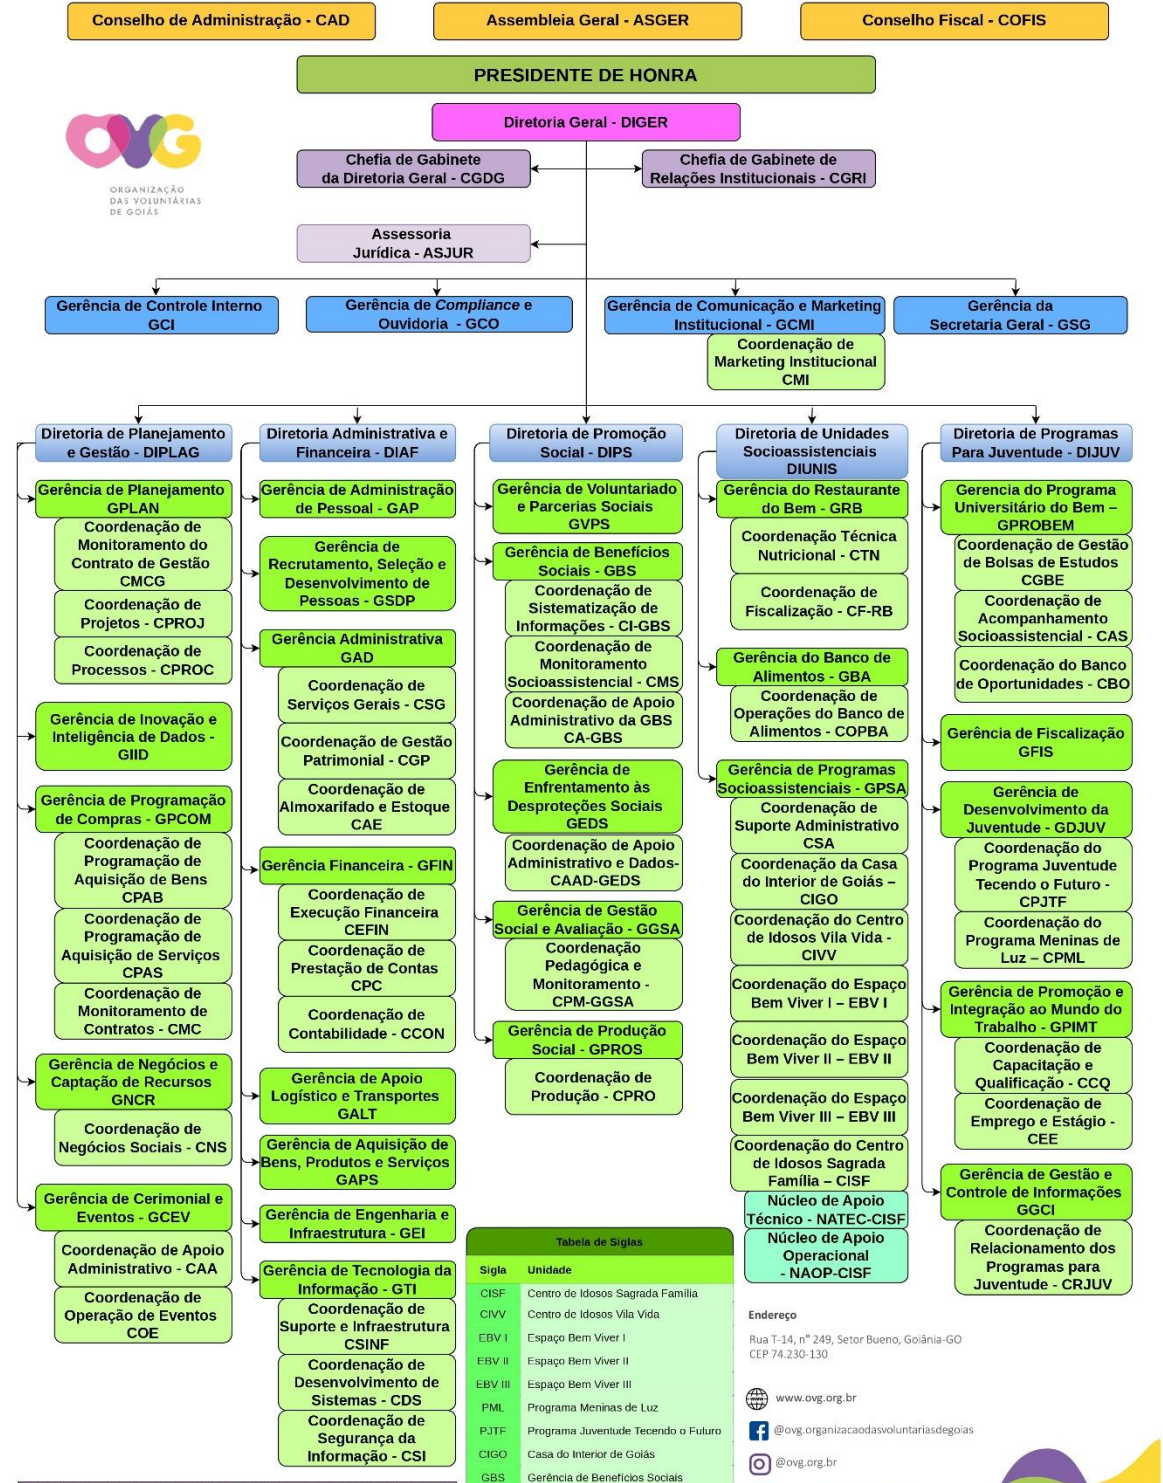 Conselho de Administração - CAD
Assembleia Geral - ASGER
Conselho Fiscal - COFIS
PRESIDENTE DE HONRA
Diretoria Geral - DIGER
OVG
ORGANIZAÇÃO
DAS VOLUNTÁRIAS
DE GOIÁS
Chefia de Gabinete
da Diretoria Geral - CGDG
Chefia de Gabinete de
Relações Institucionais - CGRI
Assessoria
Jurídica - ASJUR
Gerência de Controle Interno
GCI
Gerência de Compliance e
Ouvidoria - GCO
Gerência de Comunicação e Marketing
Institucional - GCMI
Coordenação de
Marketing Institucional
CMI
Gerência da
Secretaria Geral - GSG
Diretoria de Planejamento
e Gestão - DIPLAG
Gerência de Planejamento
GPLAN
Coordenação de
Monitoramento do
Contrato de Gestão
CMCG
Coordenação de
Projetos - CPROJ
Coordenação de
Processos - CPROC
Gerência de Inovação e
Inteligência de Dados -
GIID
Gerência de Programação
de Compras - GPCOM
Coordenação de
Programação de
Aquisição de Bens
CPAB
Coordenação de
Programação de
Aquisição de Serviços
CPAS
Coordenação de
Monitoramento de
Contratos - CMC
Gerência de Negócios e
Captação de Recursos
GNCR
Coordenação de
Negócios Sociais - CNS
Gerência de Cerimonial e
Eventos - GCEV
Coordenação de Apoio
Administrativo - CAA
Coordenação de
Operação de Eventos
COE
Diretoria Administrativa e
Financeira - DIAF
Gerência de Administração
de Pessoal - GAP
Gerência de
Recrutamento, Seleção e
Desenvolvimento de
Pessoas - GSDP
Gerência Administrativa
GAD
Coordenação de
Serviços Gerais - CSG
Coordenação de Gestão
Patrimonial - CGP
Coordenação de
Almoxarifado e Estoque
CAE
Gerência Financeira - GFIN
Coordenação de
Execução Financeira
CEFIN
Coordenação de
Prestação de Contas
CPC
Coordenação de
Contabilidade - CCON
Gerência de Apoio
Logístico e Transportes
GALT
Gerência de Aquisição de
Bens, Produtos e Serviços
GAPS
Gerência de Engenharia e
Infraestrutura - GEI
Gerência de Tecnologia da
Informação - GTI
Coordenação de
Suporte e Infraestrutura
CSINF
Coordenação de
Desenvolvimento de
Sistemas - CDS
Coordenação de
Segurança da
Informação - CSI
Diretoria de Promoção
Social - DIPS
Gerência de Voluntariado
e Parcerias Sociais
GVPS
Gerência de Benefícios
Sociais - GBS
Coordenação de
Sistematização de
Informações - CI-GBS
Coordenação de
Monitoramento
Socioassistencial - CMS
Coordenação de Apoio
Administrativo da GBS
CA-GBS
Gerência de
Enfrentamento às
Desproteções Sociais
GEDS
Coordenação de Apoio
Administrativo e Dados-
CAAD-GEDS
Gerência de Gestão
Social e Avaliação - GGSA
Coordenação
Pedagógica e
Monitoramento -
CPM-GGSA
Gerência de Produção
Social - GPROS
Coordenação de
Produção - CPRO
Diretoria de Unidades
Socioassistenciais
DIUNIS
Gerência do Restaurante
do Bem - GRB
Coordenação Técnica
Nutricional - CTN
Coordenação de
Fiscalização - CF-RB
Gerência do Banco de
Alimentos - GBA
Coordenação de
Operações do Banco de
Alimentos - COPBA
Gerência de Programas
Socioassistenciais - GPSA
Coordenação de
Suporte Administrativo
CSA
Coordenação da Casa
do Interior de Goiás –
CIGO
Coordenação do Centro
de Idosos Vila Vida -
CIVV
Coordenação do Espaço
Bem Viver I – EBV I
Coordenação do Espaço
Bem Viver II – EBV II
Coordenação do Espaço
Bem Viver III – EBV III
Coordenação do Centro
de Idosos Sagrada
Família – CISF
Núcleo de Apoio
Técnico - NATEC-CISF
Núcleo de Apoio
Operacional
- NAOP-CISF
Diretoria de Programas
Para Juventude - DIJUV
Gerencia do Programa
Universitário do Bem –
GPROBEM
Coordenação de Gestão
de Bolsas de Estudos
CGBE
Coordenação de
Acompanhamento
Socioassistencial - CAS
Coordenação do Banco
de Oportunidades - CBO
Gerência de Fiscalização
GFIS
Gerência de
Desenvolvimento da
Juventude - GDJUV
Coordenação do
Programa Juventude
Tecendo o Futuro -
CPJTF
Coordenação do
Programa Meninas de
Luz – CPML
Gerência de Promoção e
Integração ao Mundo do
Trabalho - GPIMT
Coordenação de
Capacitação e
Qualificação - CCQ
Coordenação de
Emprego e Estágio -
CEE
Gerência de Gestão e
Controle de Informações
GGCI
Coordenação de
Relacionamento dos
Programas para
Juventude - CRJUV
Tabela de Siglas
Sigla Unidade
CISF Centro de Idosos Sagrada Família
CIVV Centro de Idosos Vila Vida
EBV I Espaço Bem Viver I
EBV II Espaço Bem Viver II
EBV III Espaço Bem Viver III
PML Programa Meninas de Luz
PJTF Programa Juventude Tecendo o Futuro
CIGO Casa do Interior de Goiás
GBS Gerência de Benefícios Sociais
Endereço
Rua T-14, n° 249, Setor Bueno, Goiânia-GO
CEP 74.230-130
www.ovg.org.br
@ovg.organizacaodasvoluntariasdegoias
@ovg.org.br